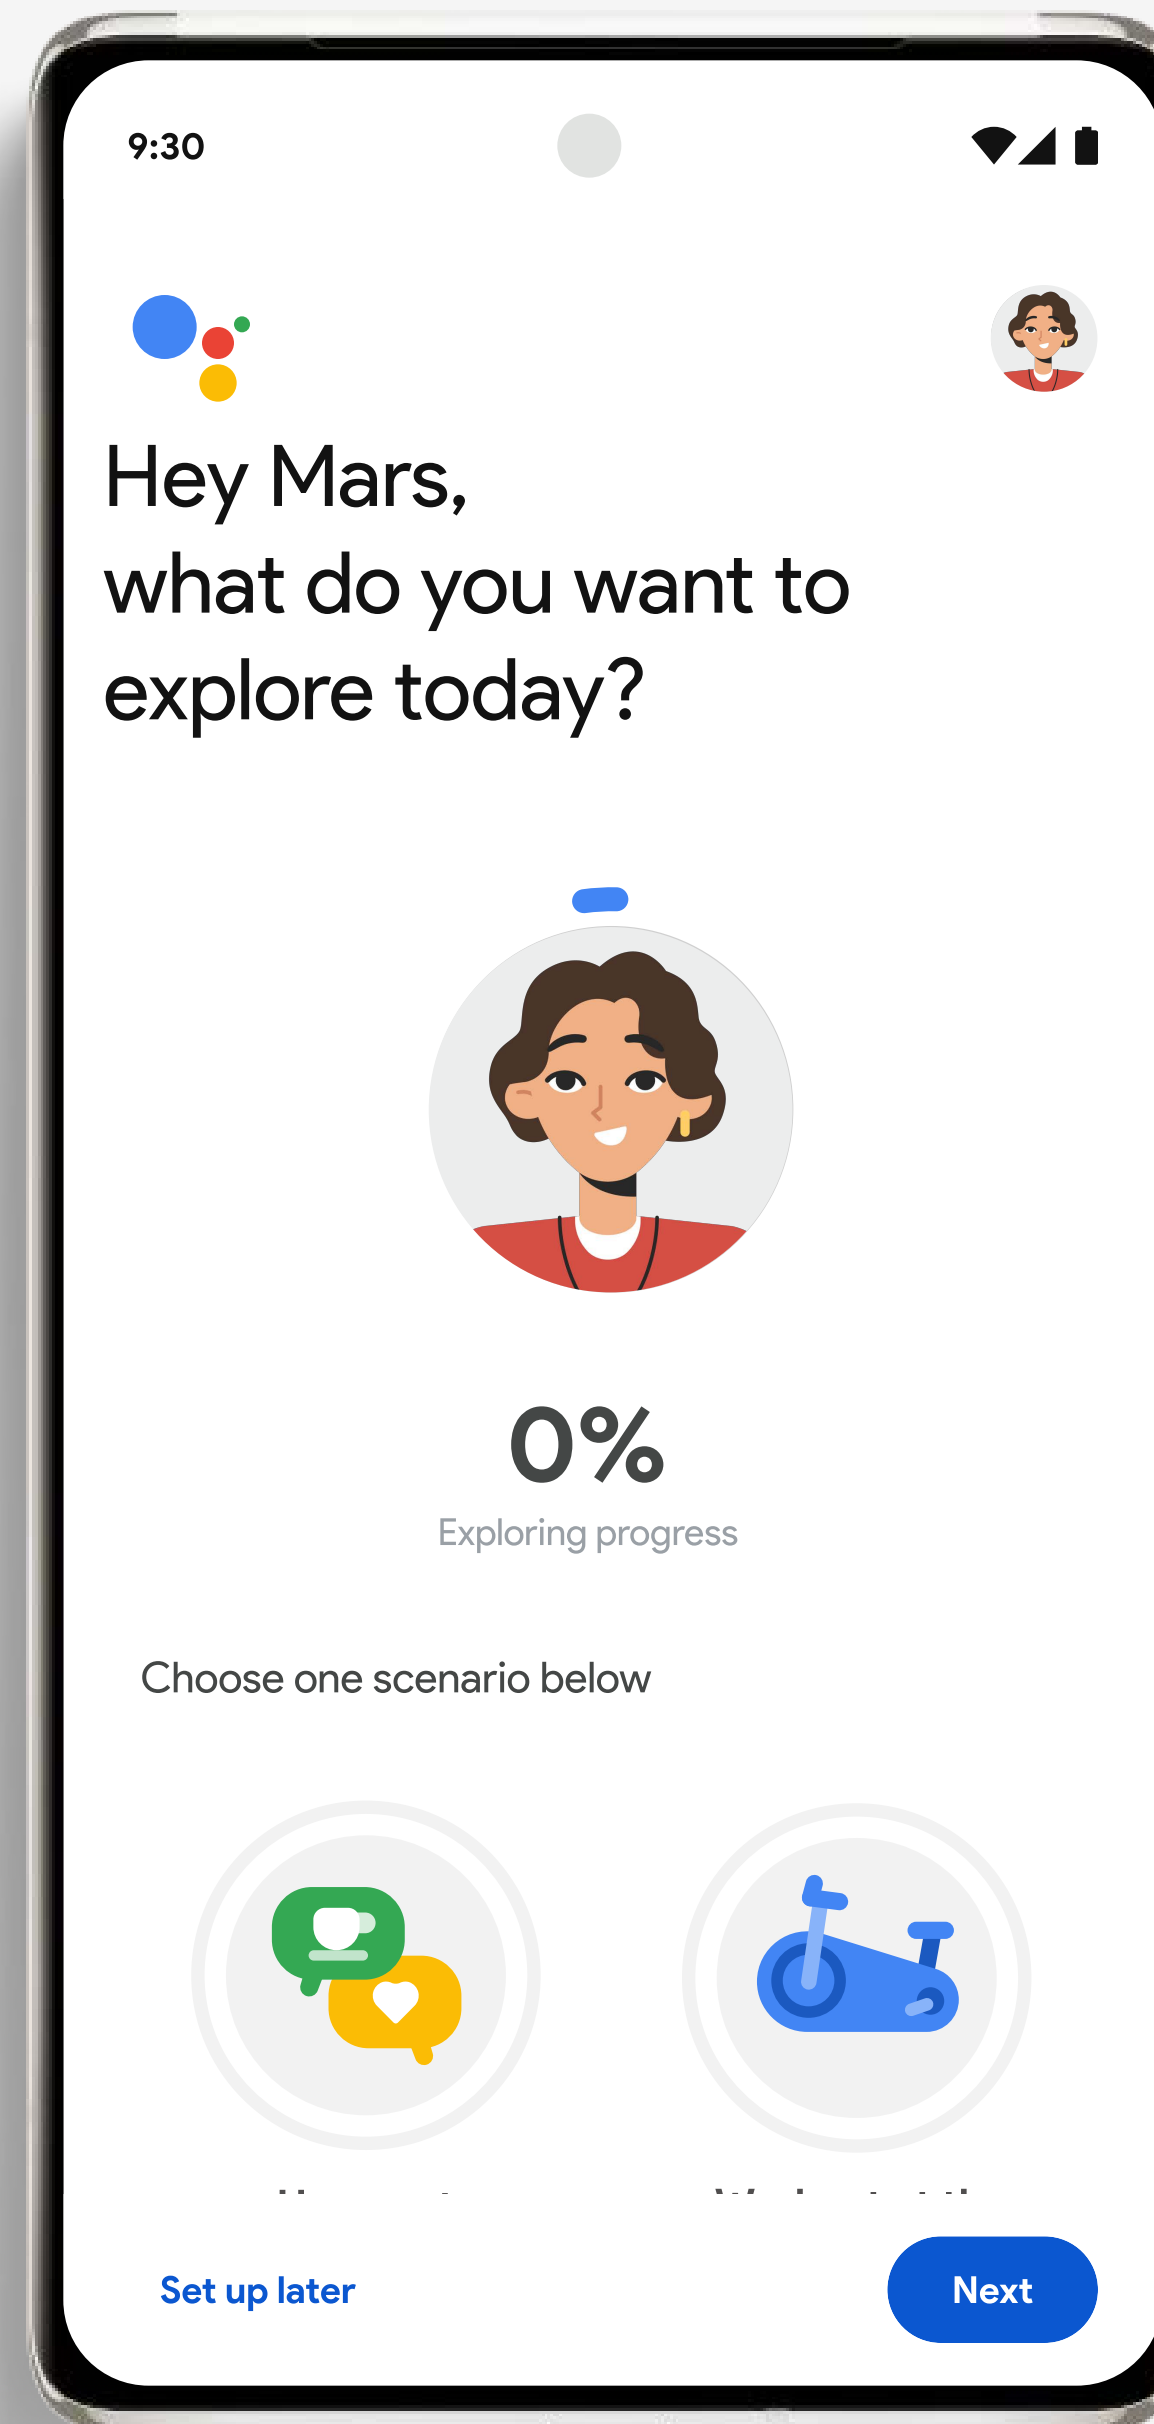 9:30
Hey Mars,
what do you want to
explore today?
0%
Exploring progress
Choose one scenario below
Set up later
Next